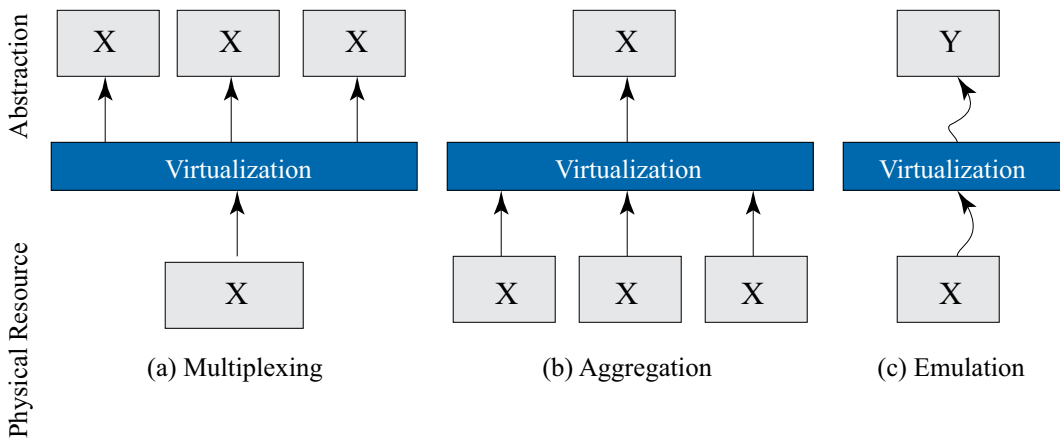 Abstraction
X X X
X
Y
Virtualization
Virtualization
Virtualization
Physical Resource
X
X X X
X
(a) Multiplexing
(b) Aggregation
(c) Emulation